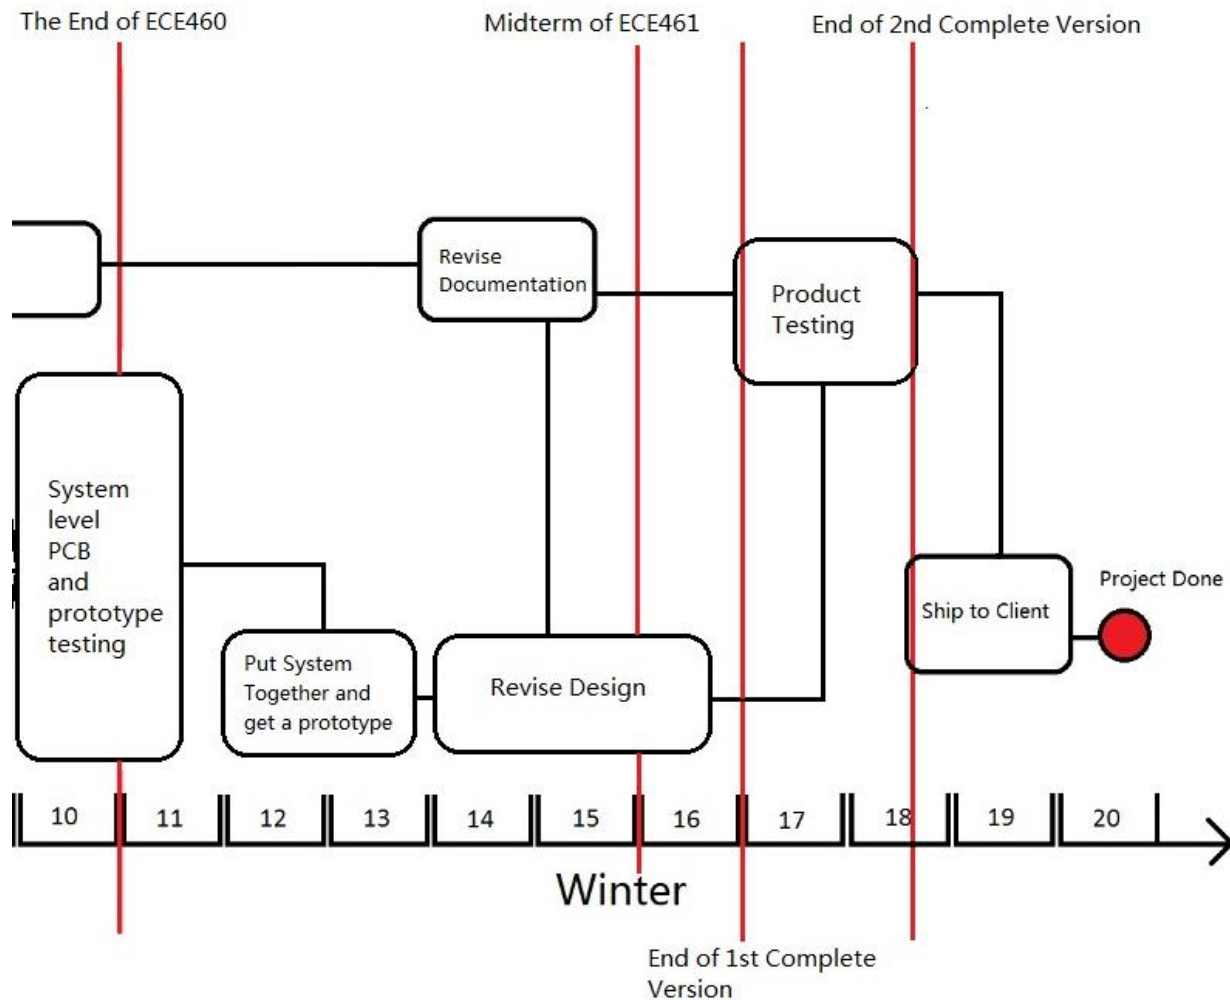 The End of ECE460
Midterm of ECE461
End of 2nd Complete Version
Revise
Documentation
Product
Testing
System
level
PCB
and
prototype
testing
Put System
Together and
get a prototype
Revise Design
Ship to Client
Project Done
10
11
12
13
14
15
16
17
18
19
20
Winter
End of 1st Complete
Version